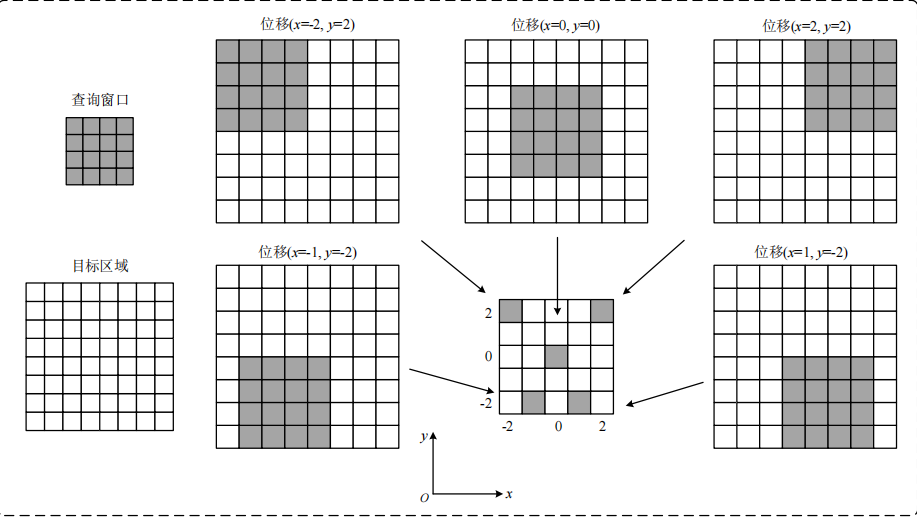 位移(x=-2, y=2)
位移(x=0, y=0)
位移(x=2, y=2)
查询窗口
目标区域
位移(x=-1, y=-2)
位移(x=1, y=-2)
2
0
-2
-2 0 2
y
O
x